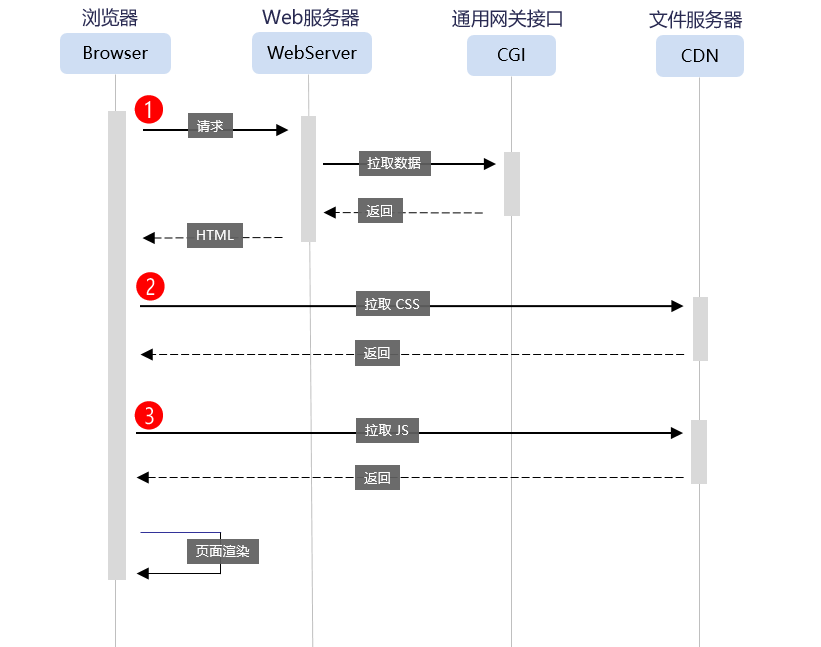 浏览器
Web服务器
通用网关接口
文件服务器
Browser
WebServer
CGI
CDN
1
请求
拉取数据
返回
HTML
2
拉取 CSS
返回
3
拉取 JS
返回
页面渲染